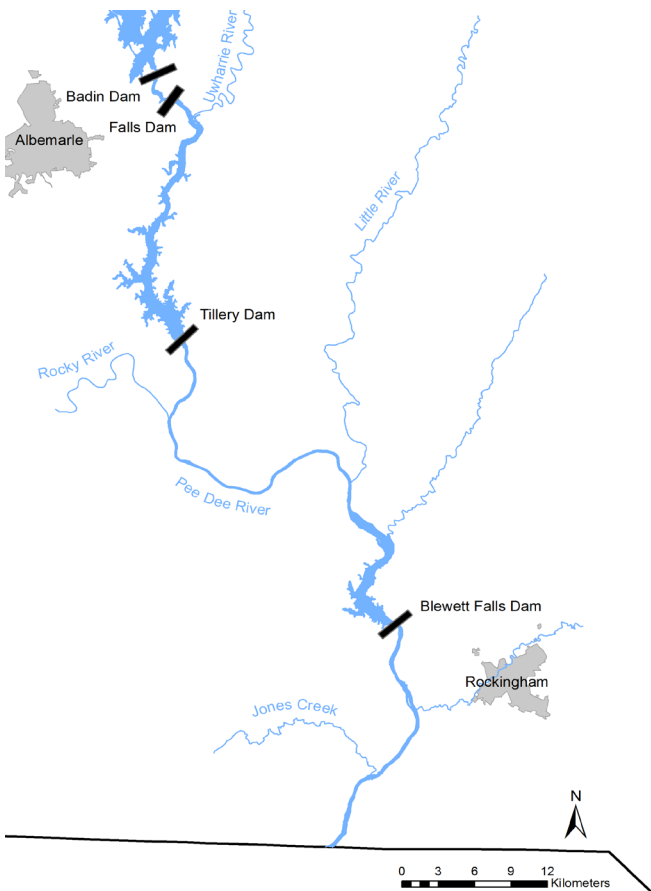 Uwharrie River
Badin Dam
Falls Dam
Albemarle
Little River
Tillery Dam
Rocky River
Pee Dee River
Blewett Falls Dam
Rockingham
Jones Creek
N
0 3 6 9 12
Kilometers